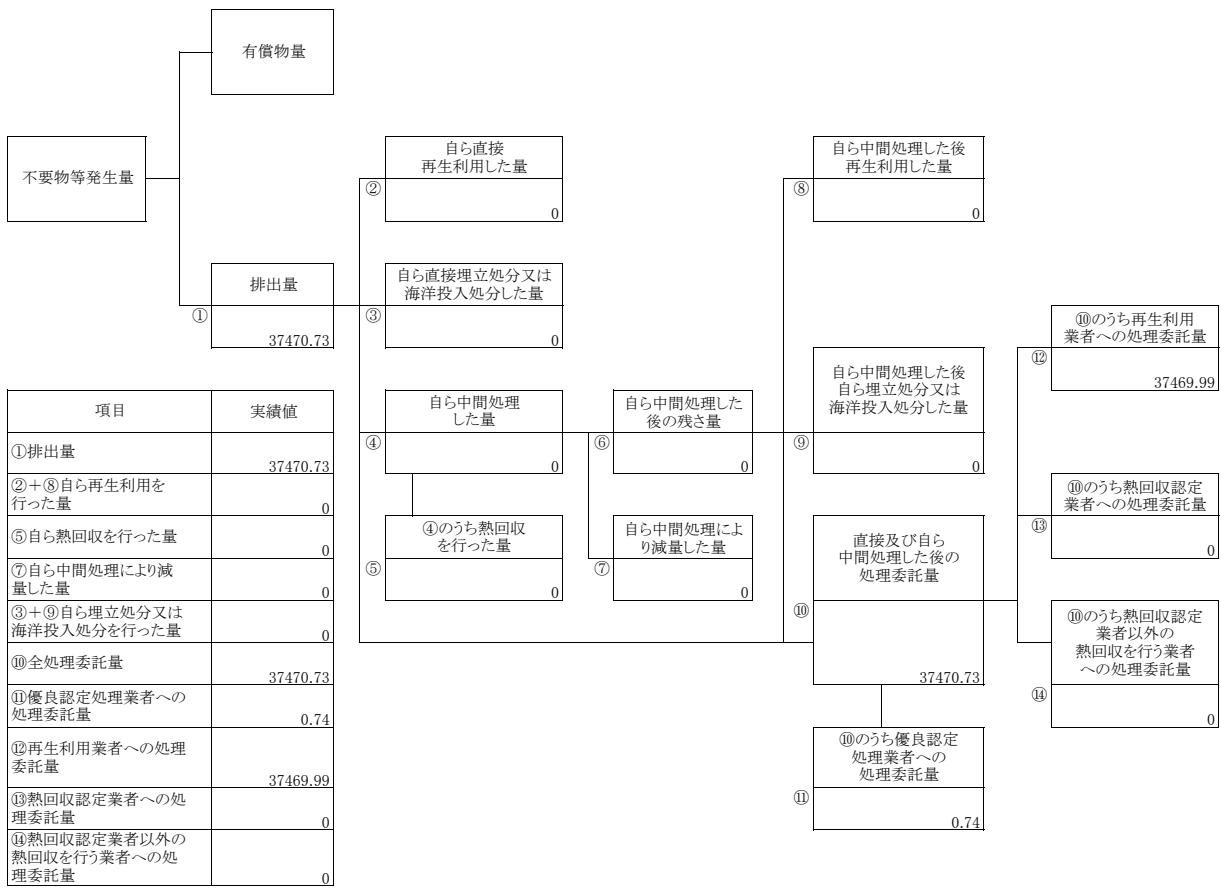 有償物量
不要物等発生量
自ら直接
再生利用した量
②
0
自ら中間処理した後
再生利用した量
⑧
0
排出量
①
37470.73
自ら直接埋立処分又は
海洋投入処分した量
③
0
⑩のうち再生利用
業者への処理委託量
⑫
37469.99
自ら中間処理
した量
④
0
自ら中間処理した
後の残さ量
⑥
0
自ら中間処理した後
自ら埋立処分又は
海洋投入処分した量
⑨
0
⑩のうち熱回収認定
業者への処理委託量
⑬
0
④のうち熱回収
を行った量
⑤
0
自ら中間処理によ
り減量した量
⑦
0
直接及び自ら
中間処理した後の
処理委託量
⑩
37470.73
⑩のうち熱回収認定
業者以外の
熱回収を行う業者
への処理委託量
⑭
0
⑩のうち優良認定
処理業者への
処理委託量
⑪
0.74
項目 実績値
①排出量
37470.73
②+⑧自ら再生利用を
行った量
0
⑤自ら熱回収を行った量
0
⑦自ら中間処理により減
量した量
0
③+⑨自ら埋立処分又は
海洋投入処分を行った量
0
⑩全処理委託量
37470.73
⑪優良認定処理業者への
処理委託量
0.74
⑫再生利用業者への処理
委託量
37469.99
⑬熱回収認定業者への処
理委託量
0
⑭熱回収認定業者以外の
熱回収を行う業者への処
理委託量
0